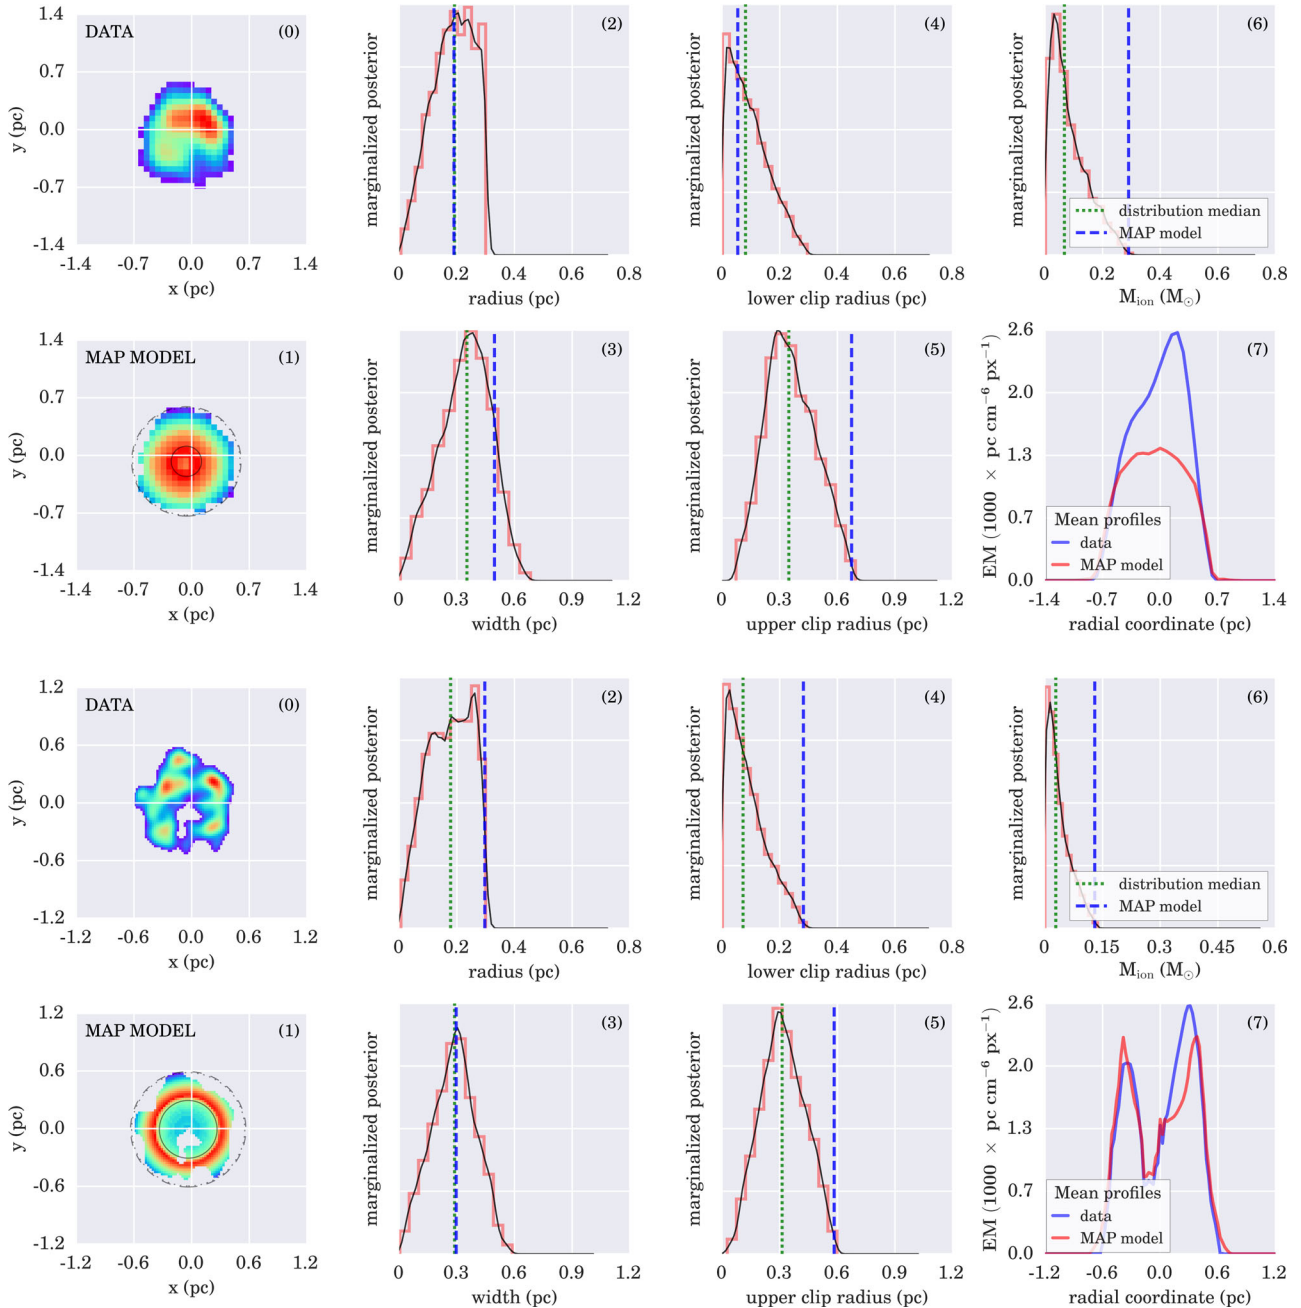 DATA (0)
1.4
0.7
0.0
-0.7
-1.4
y (pc)
-1.4 -0.7 0.0 0.7 1.4
x (pc)
(2)
marginalized posterior
0 0.2 0.4 0.6 0.8
radius (pc)
(4)
marginalized posterior
0 0.2 0.4 0.6 0.8
lower clip radius (pc)
(6)
marginalized posterior
distribution median
MAP model
0 0.2 0.4 0.6 0.8
M_ion (M_⊙)
MAP MODEL (1)
1.4
0.7
0.0
-0.7
-1.4
y (pc)
-1.4 -0.7 0.0 0.7 1.4
x (pc)
(3)
marginalized posterior
0 0.3 0.6 0.9 1.2
width (pc)
(5)
marginalized posterior
0 0.3 0.6 0.9 1.2
upper clip radius (pc)
(7)
2.6
2.0
1.3
0.7
0.0
EM (1000 × pc cm⁻⁶ px⁻¹)
Mean profiles
data
MAP model
-1.4 -0.7 0.0 0.7 1.4
radial coordinate (pc)
DATA (0)
1.2
0.6
0.0
-0.6
-1.2
y (pc)
-1.2 -0.6 0.0 0.6 1.2
x (pc)
(2)
marginalized posterior
0 0.2 0.4 0.6 0.8
radius (pc)
(4)
marginalized posterior
0 0.2 0.4 0.6 0.8
lower clip radius (pc)
(6)
marginalized posterior
distribution median
MAP model
0 0.15 0.3 0.45 0.6
M_ion (M_⊙)
MAP MODEL (1)
1.2
0.6
0.0
-0.6
-1.2
y (pc)
-1.2 -0.6 0.0 0.6 1.2
x (pc)
(3)
marginalized posterior
0 0.3 0.6 0.9 1.2
width (pc)
(5)
marginalized posterior
0 0.3 0.6 0.9 1.2
upper clip radius (pc)
(7)
2.6
2.0
1.3
0.7
0.0
EM (1000 × pc cm⁻⁶ px⁻¹)
Mean profiles
data
MAP model
-1.2 -0.6 0.0 0.6 1.2
radial coordinate (pc)